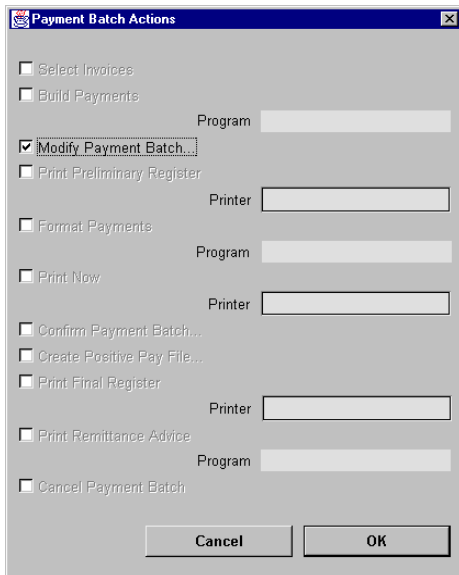 Payment Batch Actions
Select Invoices
Build Payments
Program
Modify Payment Batch...
Print Preliminary Register
Printer
Format Payments
Program
Print Now
Printer
Confirm Payment Batch...
Create Positive Pay File...
Print Final Register
Printer
Print Remittance Advice
Program
Cancel Payment Batch
Cancel OK